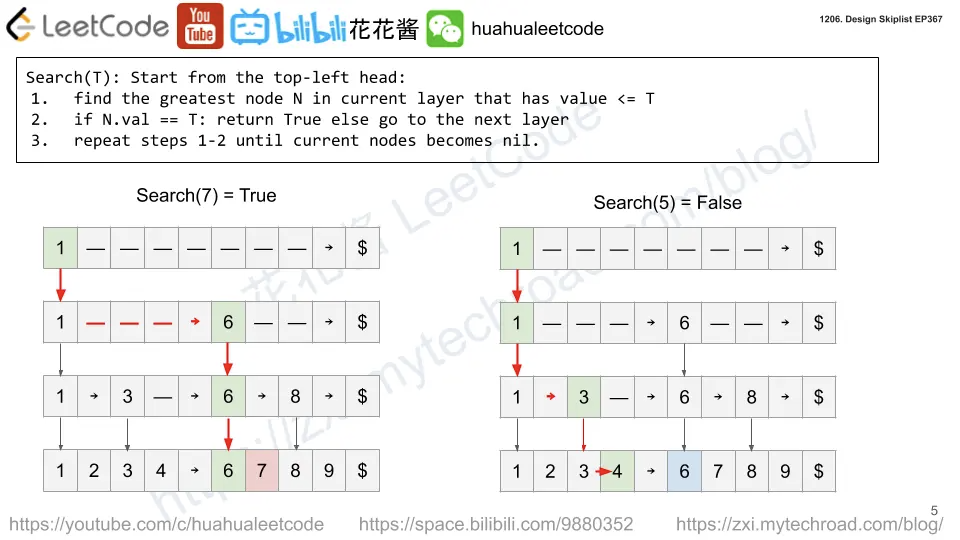 LeetCode You Tube bilibili 花花酱 huahualeetcode
1206. Design Skiplist EP367
Search(T): Start from the top-left head:
1. find the greatest node N in current layer that has value <= T
2. if N.val == T: return True else go to the next layer
3. repeat steps 1-2 until current nodes becomes nil.
Search(7) = True
1 — — — — — — — → $
1 — — — → 6 — — → $
1 → 3 — → 6 → 8 → $
1 2 3 4 → 6 7 8 9 $
Search(5) = False
1 — — — — — — — → $
1 — — — → 6 — — → $
1 → 3 — → 6 → 8 → $
1 2 3 4 → 6 7 8 9 $
花花酱 LeetCode
https://zxi.mytechroad.com/blog/
5
https://youtube.com/c/huahualeetcode https://space.bilibili.com/9880352 https://zxi.mytechroad.com/blog/